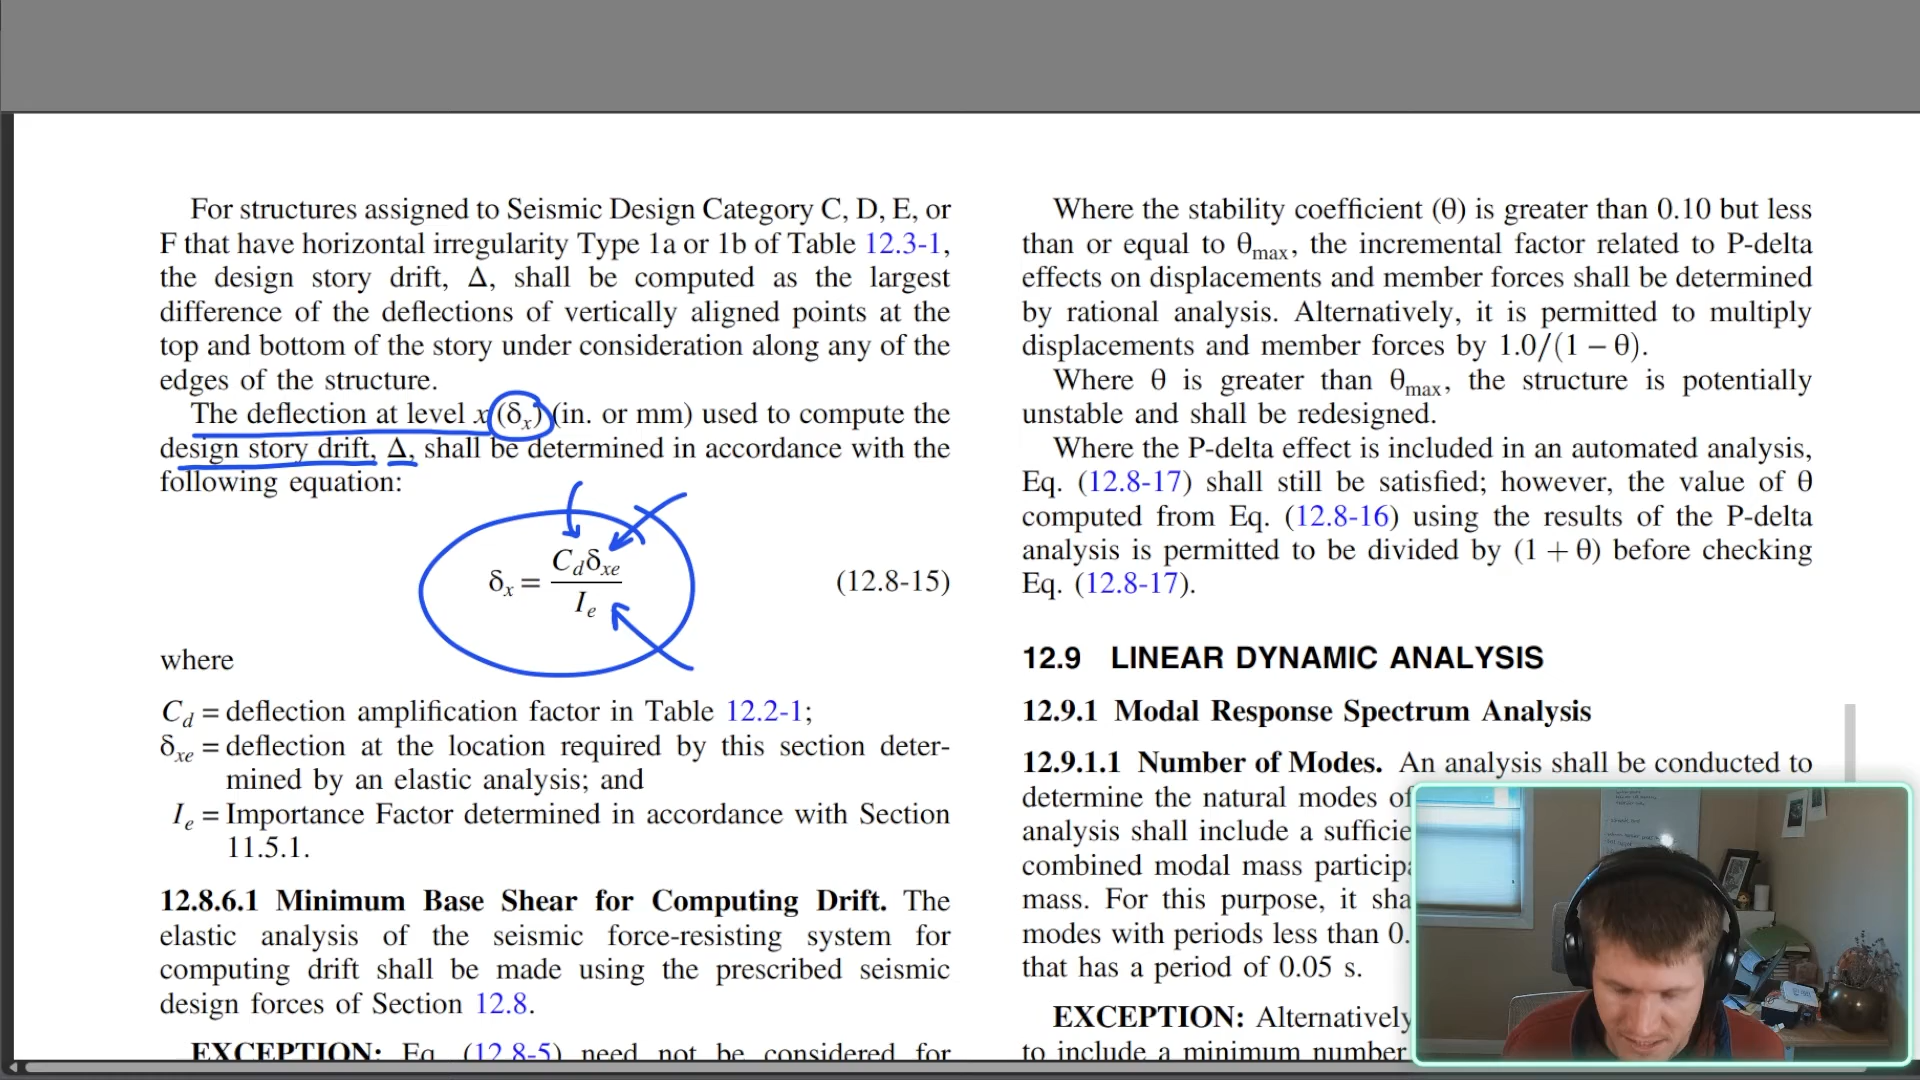 For structures assigned to Seismic Design Category C, D, E, or
F that have horizontal irregularity Type 1a or 1b of Table 12.3-1,
the design story drift, Δ, shall be computed as the largest
difference of the deflections of vertically aligned points at the
top and bottom of the story under consideration along any of the
edges of the structure.
The deflection at level x (δx) (in. or mm) used to compute the
design story drift, Δ, shall be determined in accordance with the
following equation:
δx = Cdδxe / Ie (12.8-15)
where
Cd = deflection amplification factor in Table 12.2-1;
δxe = deflection at the location required by this section deter-
mined by an elastic analysis; and
Ie = Importance Factor determined in accordance with Section
11.5.1.
12.8.6.1 Minimum Base Shear for Computing Drift. The
elastic analysis of the seismic force-resisting system for
computing drift shall be made using the prescribed seismic
design forces of Section 12.8.
EXCEPTION: Eq. (12.8-5) need not be considered for
Where the stability coefficient (θ) is greater than 0.10 but less
than or equal to θmax, the incremental factor related to P-delta
effects on displacements and member forces shall be determined
by rational analysis. Alternatively, it is permitted to multiply
displacements and member forces by 1.0/(1 − θ).
Where θ is greater than θmax, the structure is potentially
unstable and shall be redesigned.
Where the P-delta effect is included in an automated analysis,
Eq. (12.8-17) shall still be satisfied; however, the value of θ
computed from Eq. (12.8-16) using the results of the P-delta
analysis is permitted to be divided by (1 + θ) before checking
Eq. (12.8-17).
12.9 LINEAR DYNAMIC ANALYSIS
12.9.1 Modal Response Spectrum Analysis
12.9.1.1 Number of Modes. An analysis shall be conducted to
determine the natural modes of
analysis shall include a sufficie
combined modal mass particip
mass. For this purpose, it sha
modes with periods less than 0.
that has a period of 0.05 s.
EXCEPTION: Alternatively
to include a minimum number